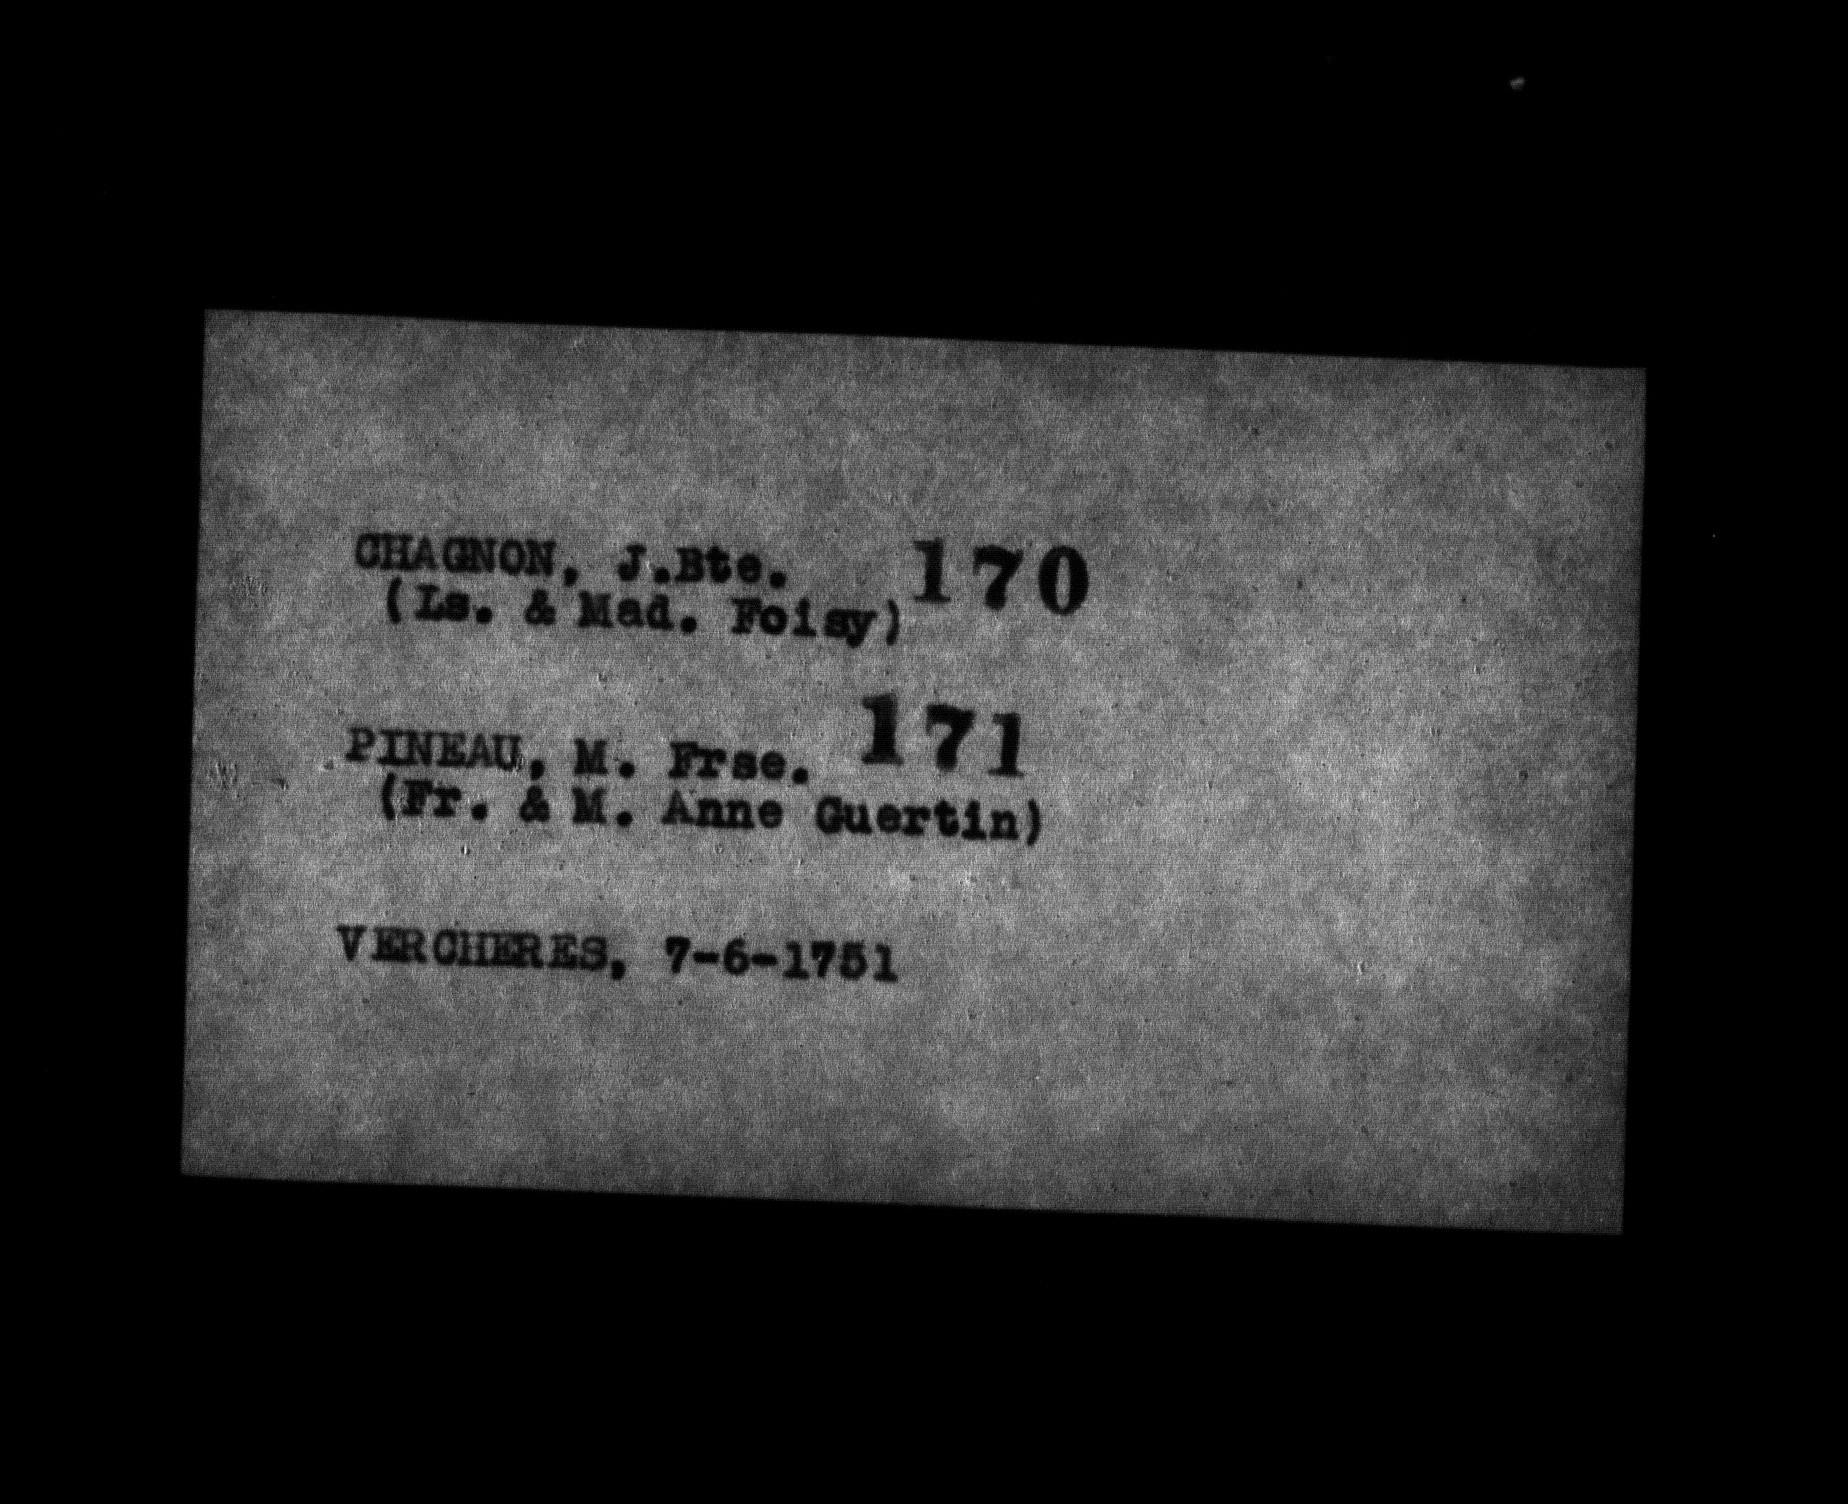 CHAGNON, J.Bte. 170
(Ls. & Mad. Foisy)
PINEAU, M. Frse. 171
(Fr. & M. Anne Guertin)
VERCHERES, 7-6-1751